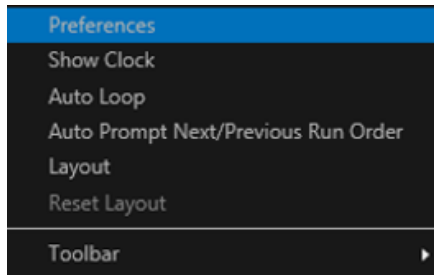 Preferences
Show Clock
Auto Loop
Auto Prompt Next/Previous Run Order
Layout
Reset Layout
Toolbar